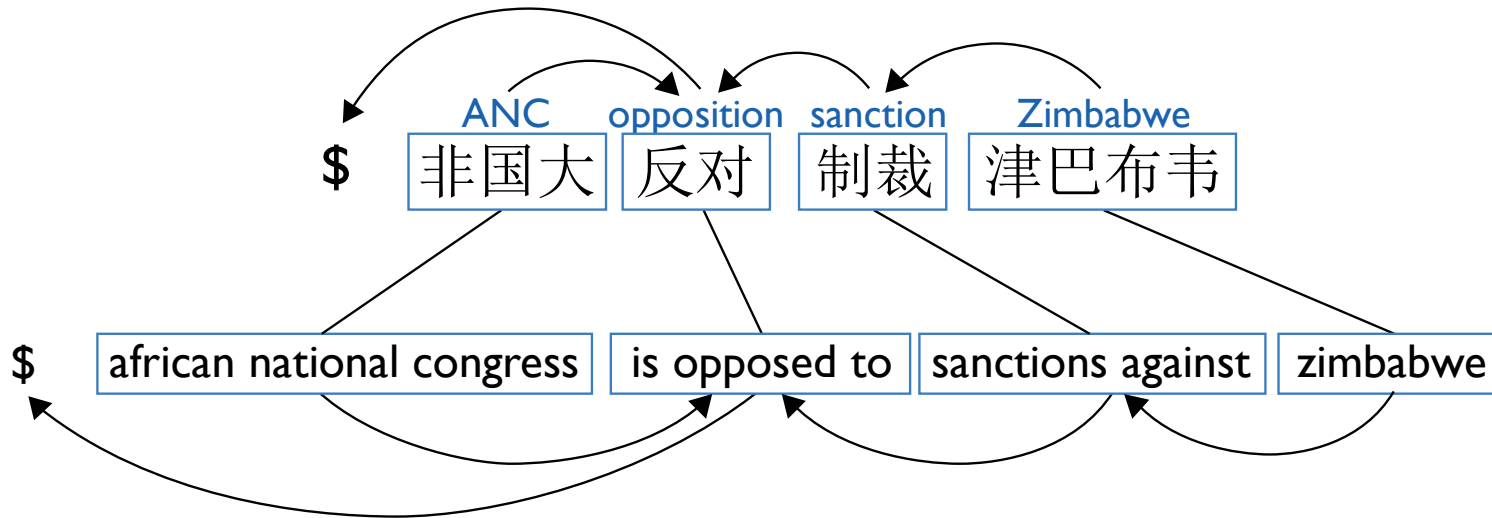 ANC opposition sanction Zimbabwe
$ 非国大 反对 制裁 津巴布韦
$ african national congress is opposed to sanctions against zimbabwe